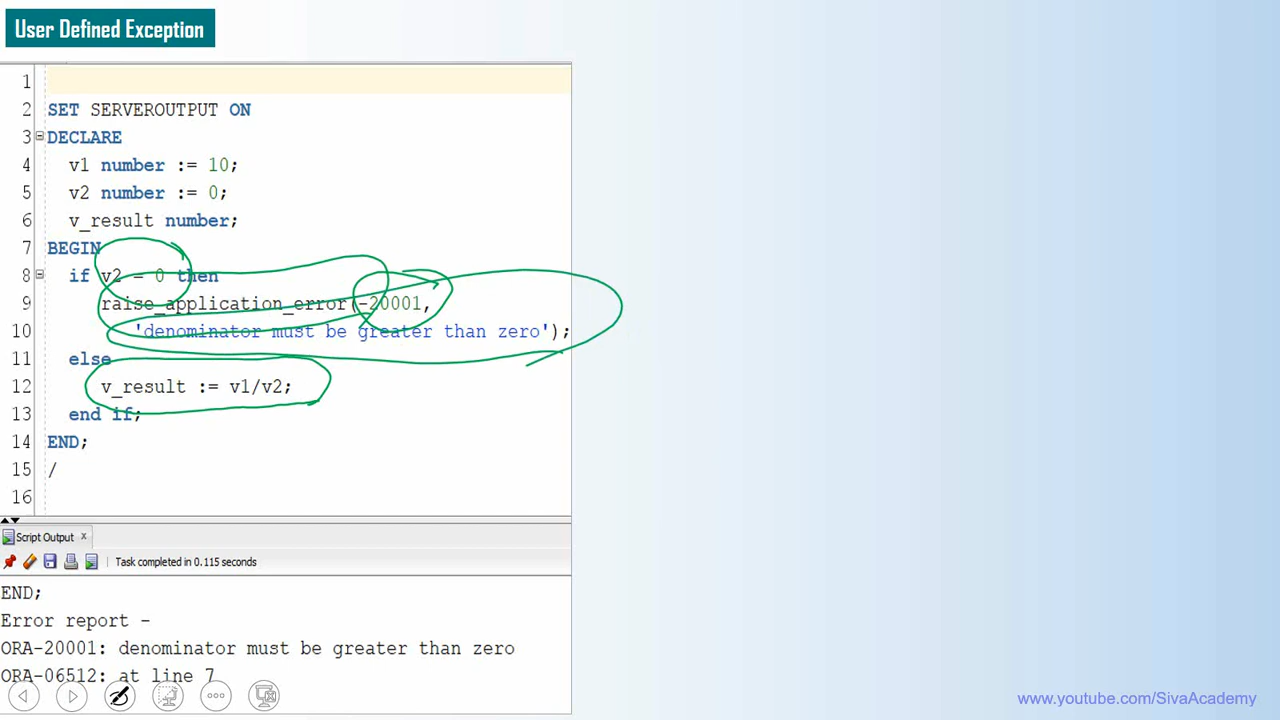 User Defined Exception
1
2 SET SERVEROUTPUT ON
3 DECLARE
4 v1 number := 10;
5 v2 number := 0;
6 v_result number;
7 BEGIN
8 if v2 = 0 then
9 raise_application_error(-20001,
10 'denominator must be greater than zero');
11 else
12 v_result := v1/v2;
13 end if;
14 END;
15 /
16
Script Output x
Task completed in 0.115 seconds
END;
Error report -
ORA-20001: denominator must be greater than zero
ORA-06512: at line 7
www.youtube.com/SivaAcademy